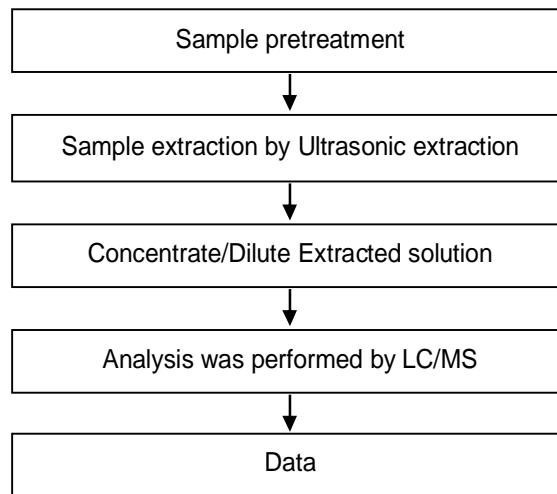 Sample pretreatment
Sample extraction by Ultrasonic extraction
Concentrate/Dilute Extracted solution
Analysis was performed by LC/MS
Data